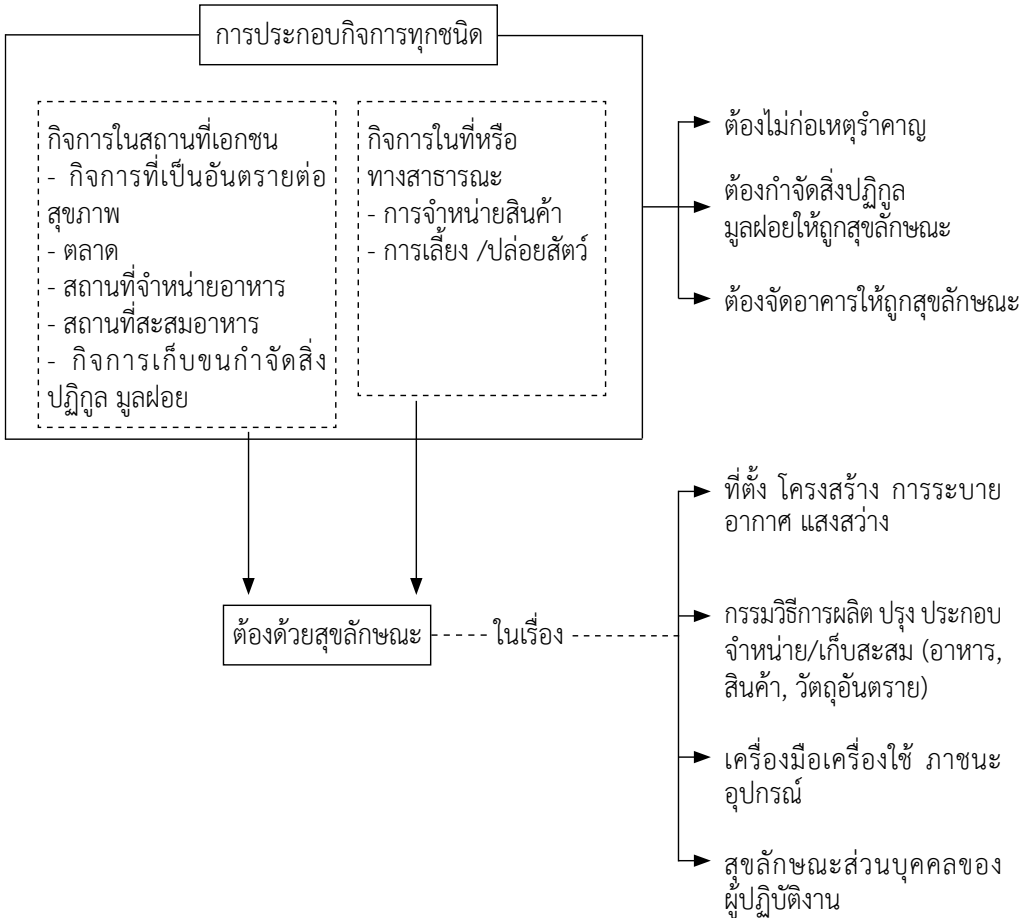 การประกอบกิจการทุกชนิด
กิจการในสถานที่เอกชน
- กิจการที่เป็นอันตรายต่อ
สุขภาพ
- ตลาด
- สถานที่จำหน่ายอาหาร
- สถานที่สะสมอาหาร
- กิจการเก็บขนกำจัดสิ่ง
ปฏิกูล มูลฝอย
กิจการในที่หรือ
ทางสาธารณะ
- การจำหน่ายสินค้า
- การเลี้ยง /ปล่อยสัตว์
ต้องไม่ก่อเหตุรำคาญ
ต้องกำจัดสิ่งปฏิกูล
มูลฝอยให้ถูกสุขลักษณะ
ต้องจัดอาคารให้ถูกสุขลักษณะ
ต้องด้วยสุขลักษณะ
ในเรื่อง
ที่ตั้ง โครงสร้าง การระบาย
อากาศ แสงสว่าง
กรรมวิธีการผลิต ปรุง ประกอบ
จำหน่าย/เก็บสะสม (อาหาร,
สินค้า, วัตถุอันตราย)
เครื่องมือเครื่องใช้ ภาชนะ
อุปกรณ์
สุขลักษณะส่วนบุคคลของ
ผู้ปฏิบัติงาน